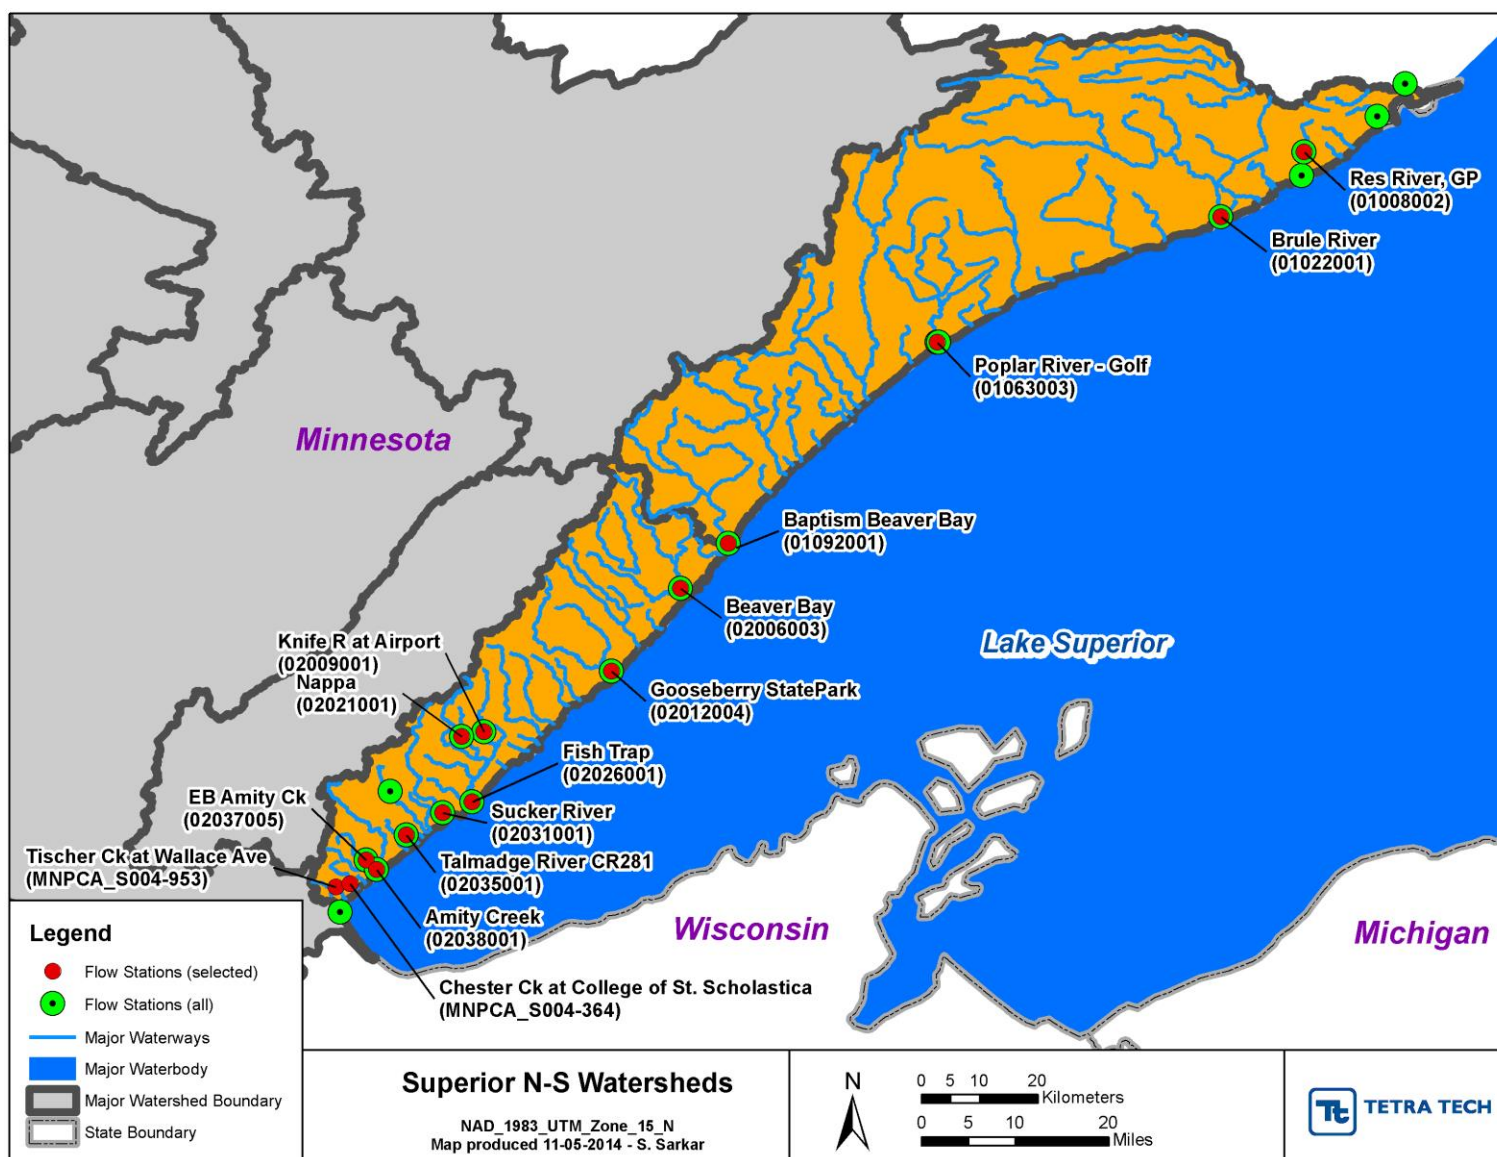 Res River, GP
(01008002)
Brule River
(01022001)
Poplar River - Golf
(01063003)
Minnesota
Baptism Beaver Bay
(01092001)
Beaver Bay
(02006003)
Lake Superior
Knife R at Airport
(02009001)
Nappa
(02021001)
Gooseberry StatePark
(02012004)
Fish Trap
(02026001)
EB Amity Ck
(02037005)
Sucker River
(02031001)
Tischer Ck at Wallace Ave
(MNPCA_S004-953)
Talmadge River CR281
(02035001)
Amity Creek
(02038001)
Wisconsin
Michigan
Chester Ck at College of St. Scholastica
(MNPCA_S004-364)
Legend
Flow Stations (selected)
Flow Stations (all)
Major Waterways
Major Waterbody
Major Watershed Boundary
State Boundary
Superior N-S Watersheds
NAD_1983_UTM_Zone_15_N
Map produced 11-05-2014 - S. Sarkar
N
0 5 10 20
Kilometers
0 5 10 20
Miles
Tt TETRA TECH